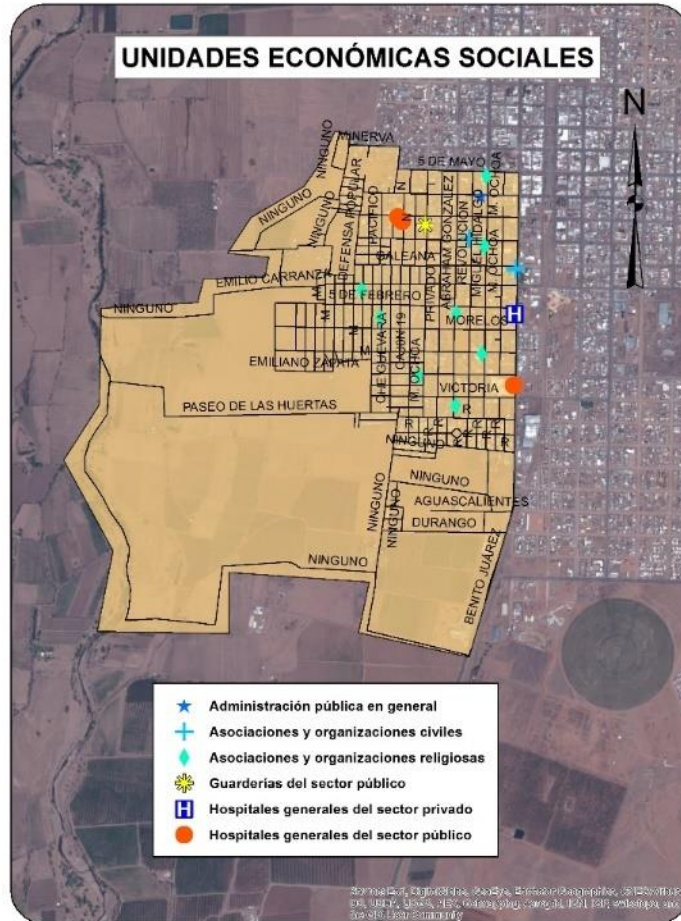 UNIDADES ECONÓMICAS SOCIALES
N
MINERVA
NINGUNO
5 DE MAYO
M. OCHOA
NINGUNO
NINGUNO
DEFENSA POPULAR
PACIFICO
N
N
PRIVADO
ABRAHAM GONZÁLEZ
REVOLUCION
MIGUEL HIDALGO
M. OCHOA
GALEANA
EMILIO CARRANZA
NINGUNO
M
5 DE FEBRERO
M
M
MORELOS
H
EMILIANO ZAPATA
M
CHE GUEVARA
CAJON 19
M. OCHOA
VICTORIA
PASEO DE LAS HUERTAS
R
R
R
R
R
R
R
NINGUNO
NINGUNO
AGUASCALIENTES
DURANGO
NINGUNO
NINGUNO
NINGUNO
BENITO JUÁREZ
Administración pública en general
Asociaciones y organizaciones civiles
Asociaciones y organizaciones religiosas
Guarderías del sector público
H Hospitales generales del sector privado
Hospitales generales del sector público